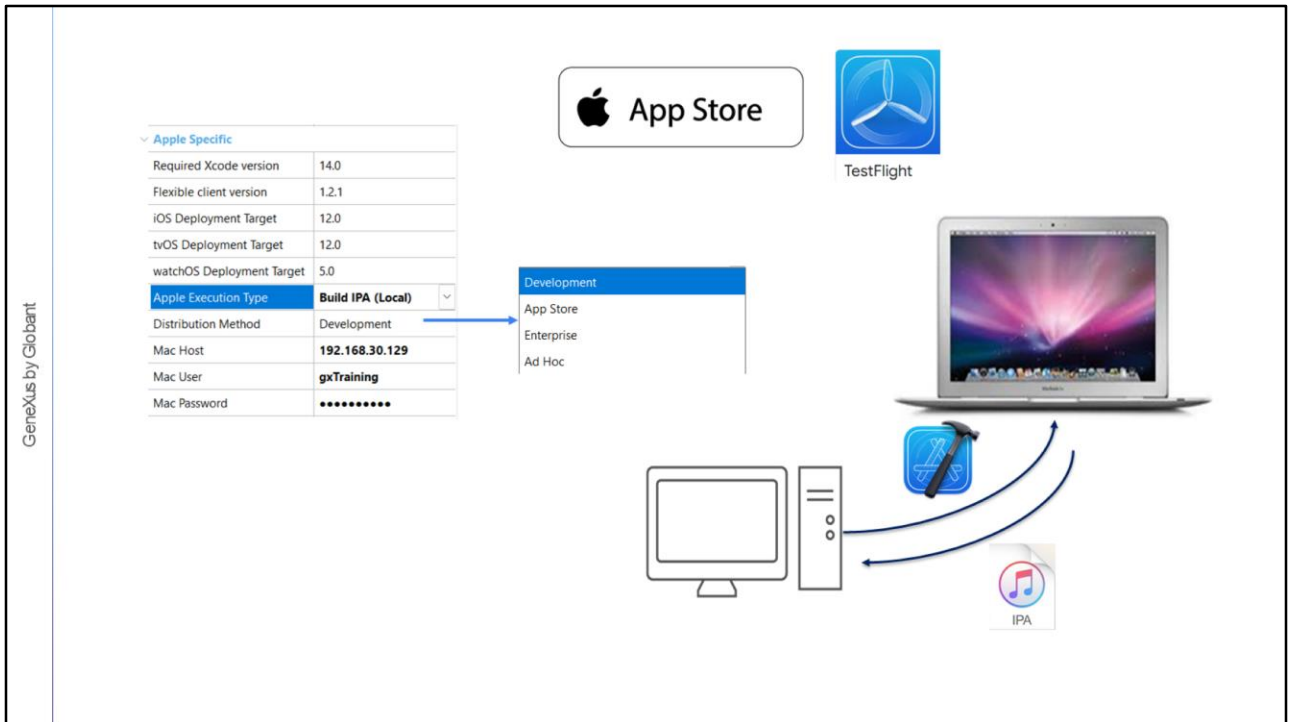 GeneXus by Globant
App Store
TestFlight
Apple Specific
Required Xcode version 14.0
Flexible client version 1.2.1
iOS Deployment Target 12.0
tvOS Deployment Target 12.0
watchOS Deployment Target 5.0
Apple Execution Type Build IPA (Local)
Distribution Method Development
Mac Host 192.168.30.129
Mac User gxTraining
Mac Password ●●●●●●●●●●
Development
App Store
Enterprise
Ad Hoc
IPA